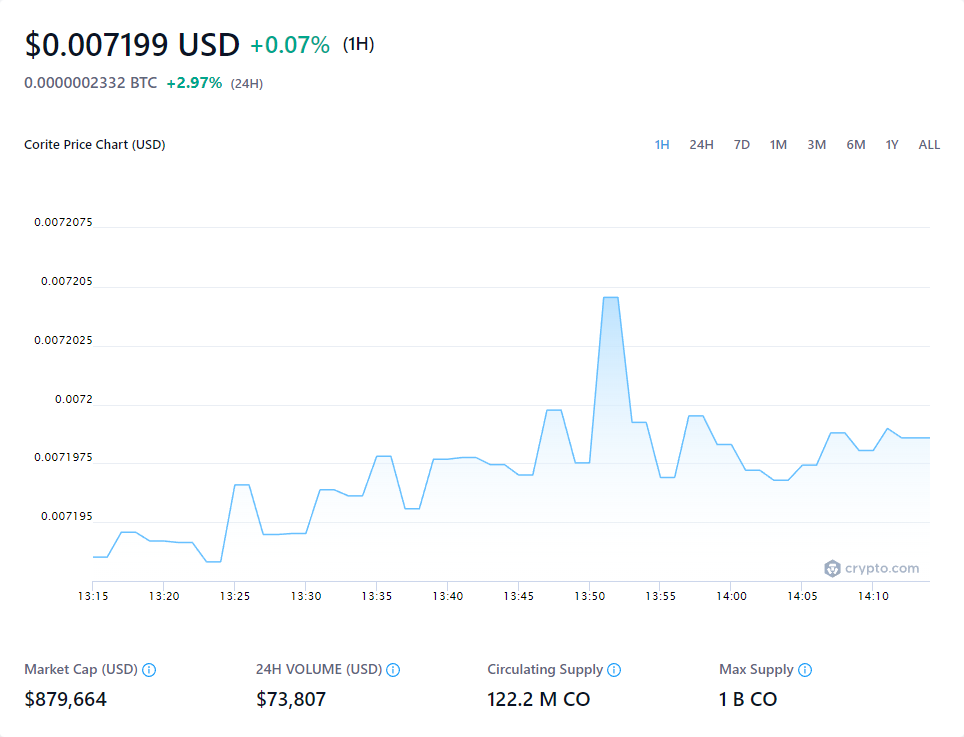 $0.007199 USD +0.07% (1H)
0.0000002332 BTC +2.97% (24H)
Corite Price Chart (USD)
1H 24H 7D 1M 3M 6M 1Y ALL
0.0072075
0.007205
0.0072025
0.0072
0.0071975
0.007195
crypto.com
13:15 13:20 13:25 13:30 13:35 13:40 13:45 13:50 13:55 14:00 14:05 14:10
Market Cap (USD) 24H VOLUME (USD) Circulating Supply Max Supply
$879,664 $73,807 122.2 M CO 1 B CO